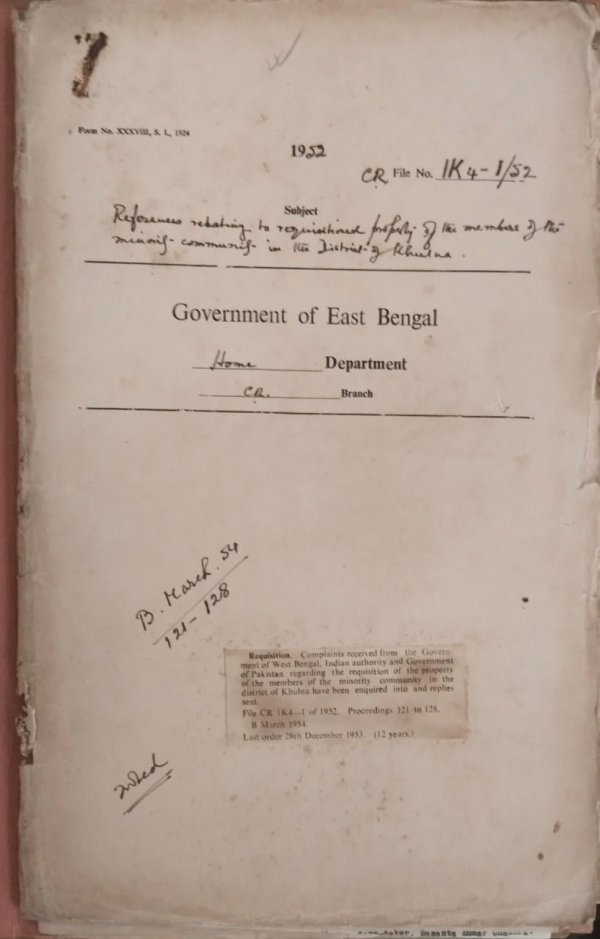 Form No. XXXVIII, S. I., 1924
1952
CR File No. 1K4-1/52
Subject
References relating to requisitioned property of the members of the
minority community in the District of Khulna.
Government of East Bengal
Home Department
CR. Branch
B. March. 54
121-128
Requisition. Complaints received from the Govern-
ment of West Bengal, Indian authority and Government
of Pakistan regarding the requisition of the property
of the members of the minority community in the
district of Khulna have been enquired into and replies
sent.
File CR 1K4—1 of 1952. Proceedings 121 to 128.
B March 1954
Last order 28th December 1953. (12 years.)
Basanta Kumar